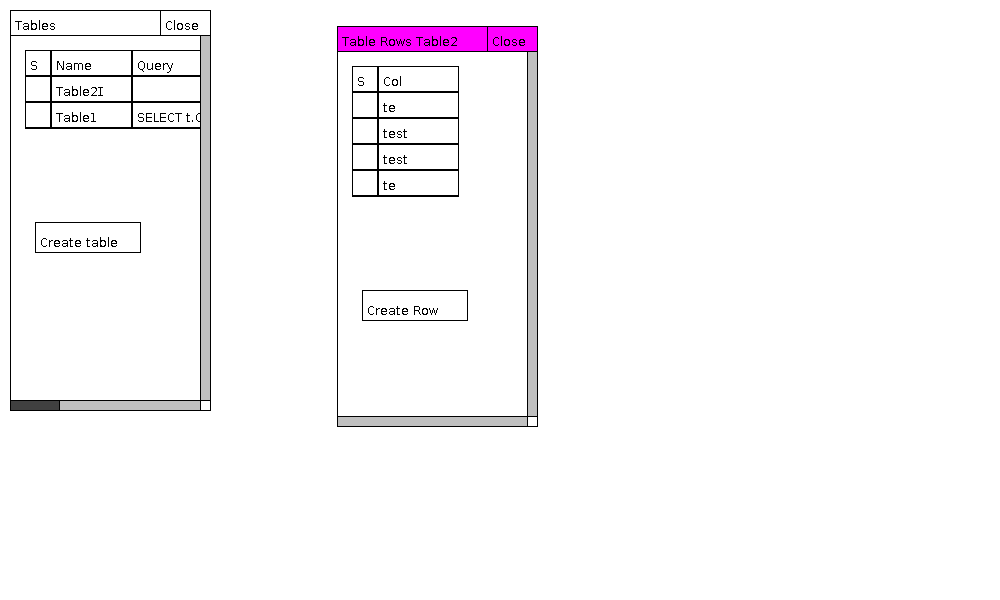 Tables Close
S Name Query
Table2I
Table1 SELECT t.
Create table
Table Rows Table2 Close
S Col
te
test
test
te
Create Row